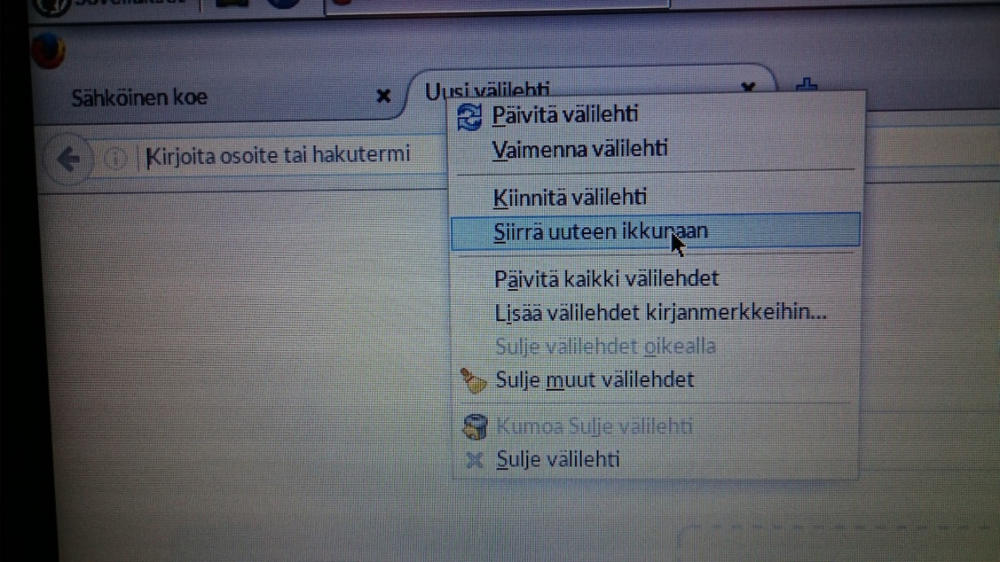 Sähköinen koe
Uusi välilehti
Kirjoita osoite tai hakutermi
Päivitä välilehti
Vaimenna välilehti
Kiinnitä välilehti
Siirrä uuteen ikkunaan
Päivitä kaikki välilehdet
Lisää välilehdet kirjanmerkkeihin...
Sulje välilehdet oikealla
Sulje muut välilehdet
Kumoa Sulje välilehti
Sulje välilehti